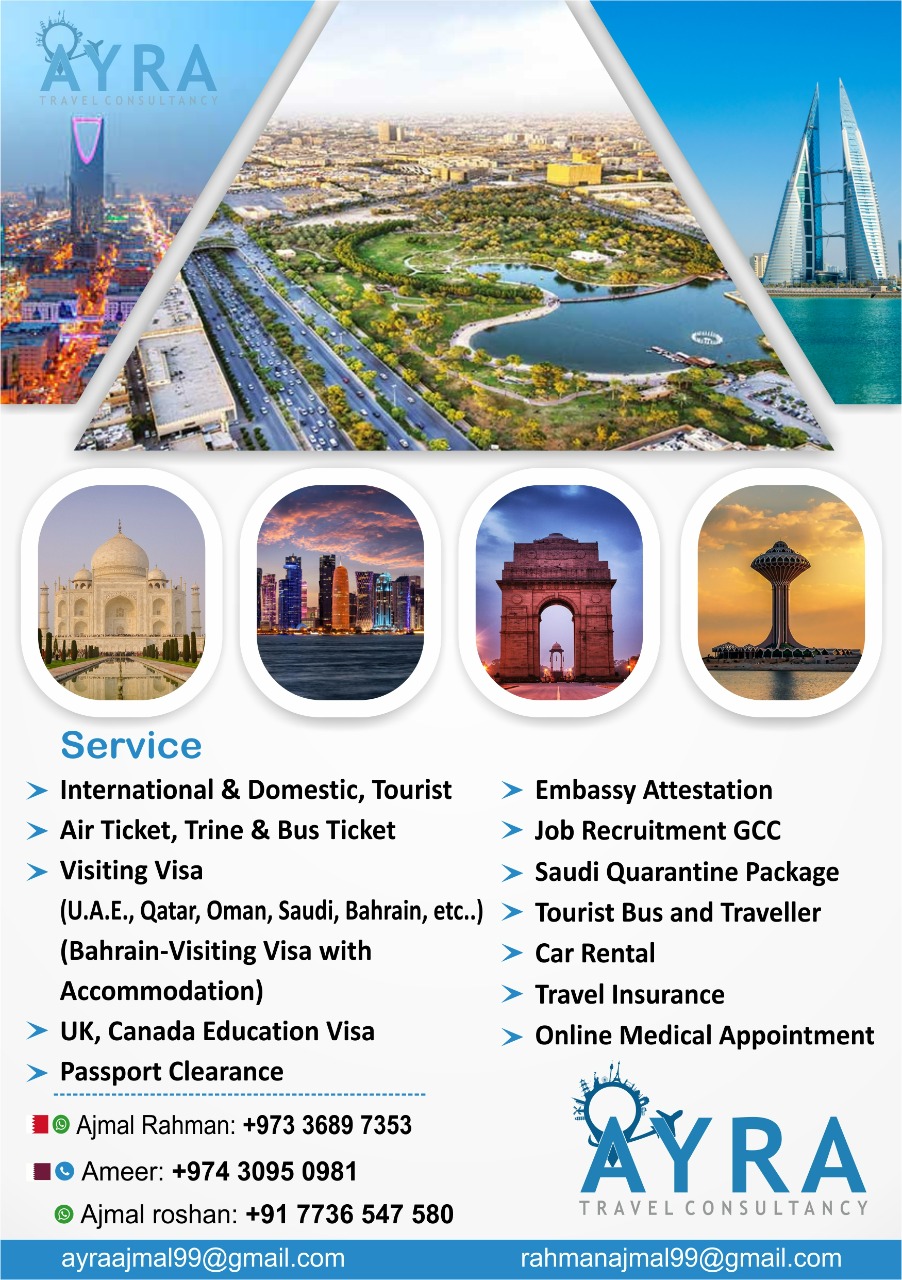 AYRA
TRAVEL CONSULTANCY
Service
International & Domestic, Tourist
Air Ticket, Trine & Bus Ticket
Visiting Visa
(U.A.E., Qatar, Oman, Saudi, Bahrain, etc..)
(Bahrain-Visiting Visa with
Accommodation)
UK, Canada Education Visa
Passport Clearance
Embassy Attestation
Job Recruitment GCC
Saudi Quarantine Package
Tourist Bus and Traveller
Car Rental
Travel Insurance
Online Medical Appointment
Ajmal Rahman: +973 3689 7353
Ameer: +974 3095 0981
Ajmal roshan: +91 7736 547 580
AYRA
TRAVEL CONSULTANCY
ayraajmal99@gmail.com
rahmanajmal99@gmail.com